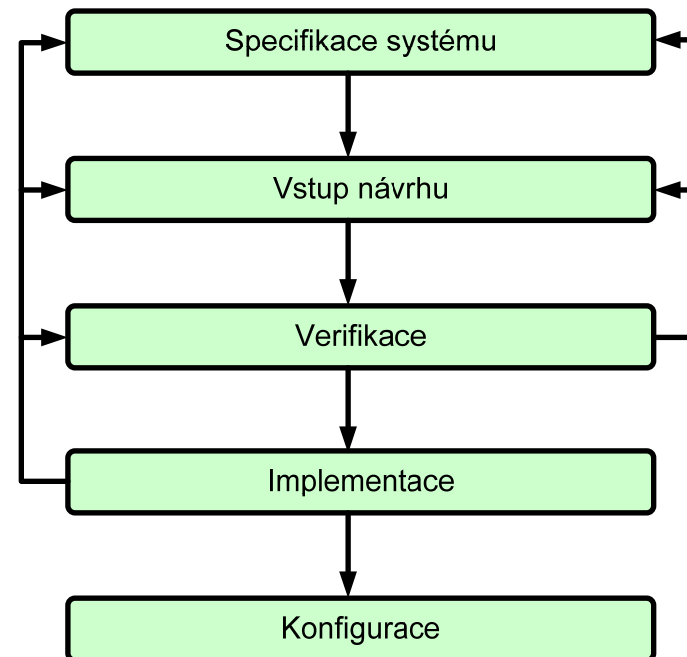 Specifikace systému
Vstup návrhu
Verifikace
Implementace
Konfigurace